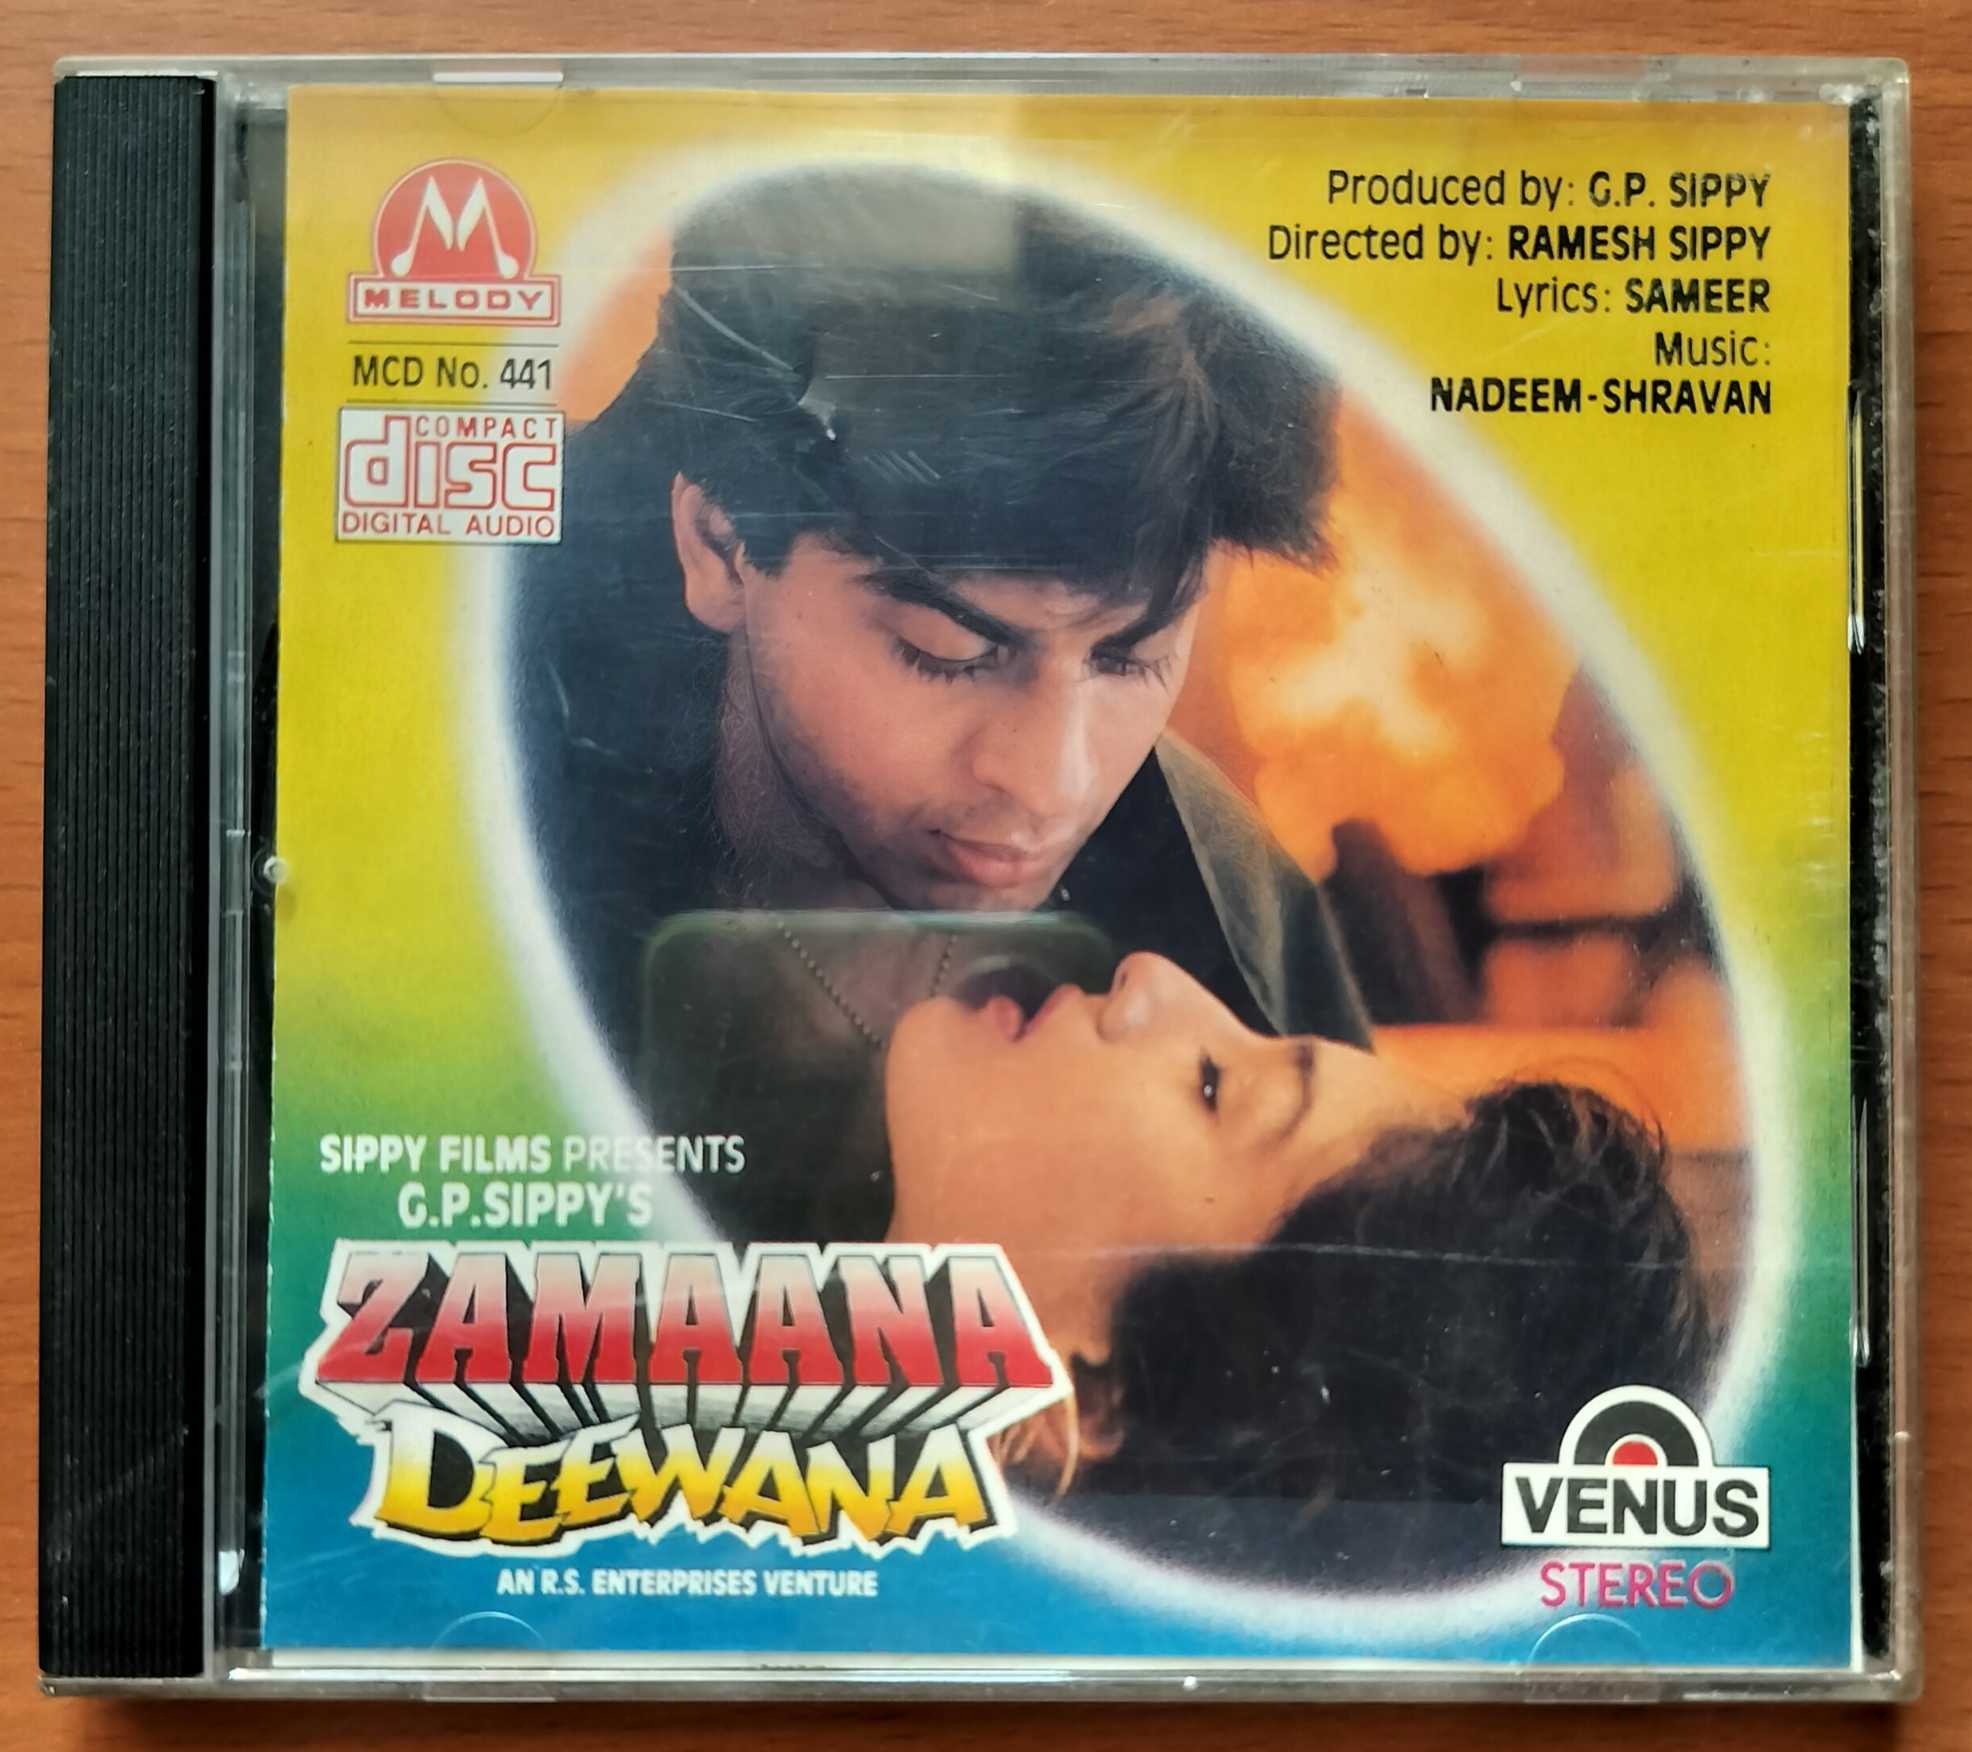 MELODY
MCD No. 441
COMPACT
disc
DIGITAL AUDIO
Produced by: G.P. SIPPY
Directed by: RAMESH SIPPY
Lyrics: SAMEER
Music:
NADEEM-SHRAVAN
SIPPY FILMS PRESENTS
G.P.SIPPY'S
ZAMAANA
DEEWANA
AN R.S. ENTERPRISES VENTURE
VENUS
STEREO